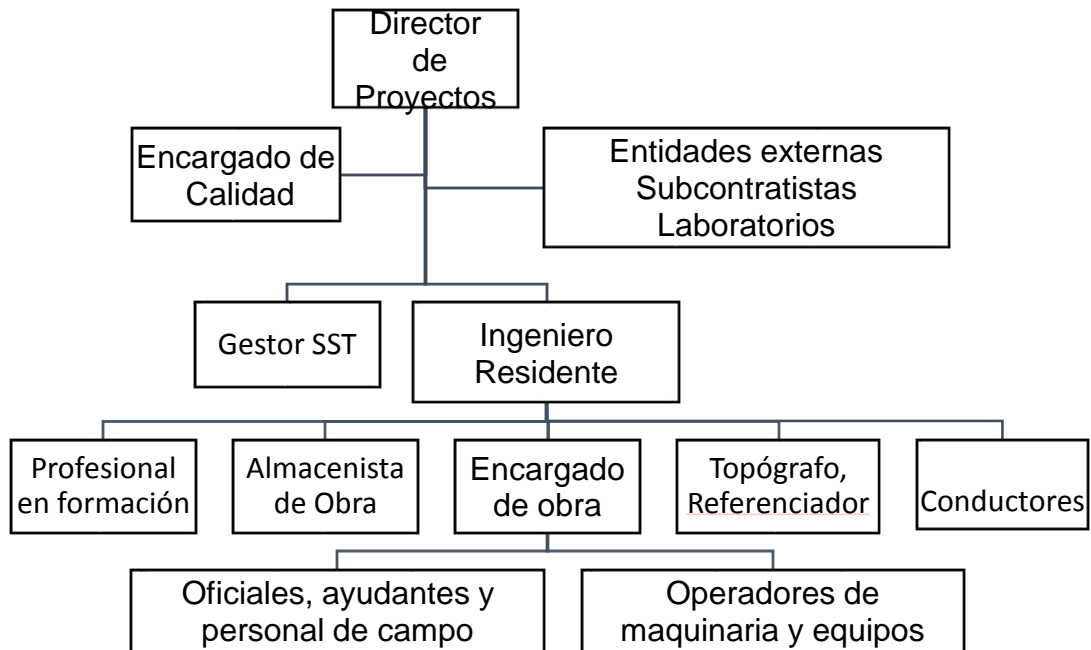 Director
de
Proyectos
Encargado de
Calidad
Entidades externas
Subcontratistas
Laboratorios
Gestor SST
Ingeniero
Residente
Profesional
en formación
Almacenista
de Obra
Encargado
de obra
Topógrafo,
Referenciador
Conductores
Oficiales, ayudantes y
personal de campo
Operadores de
maquinaria y equipos